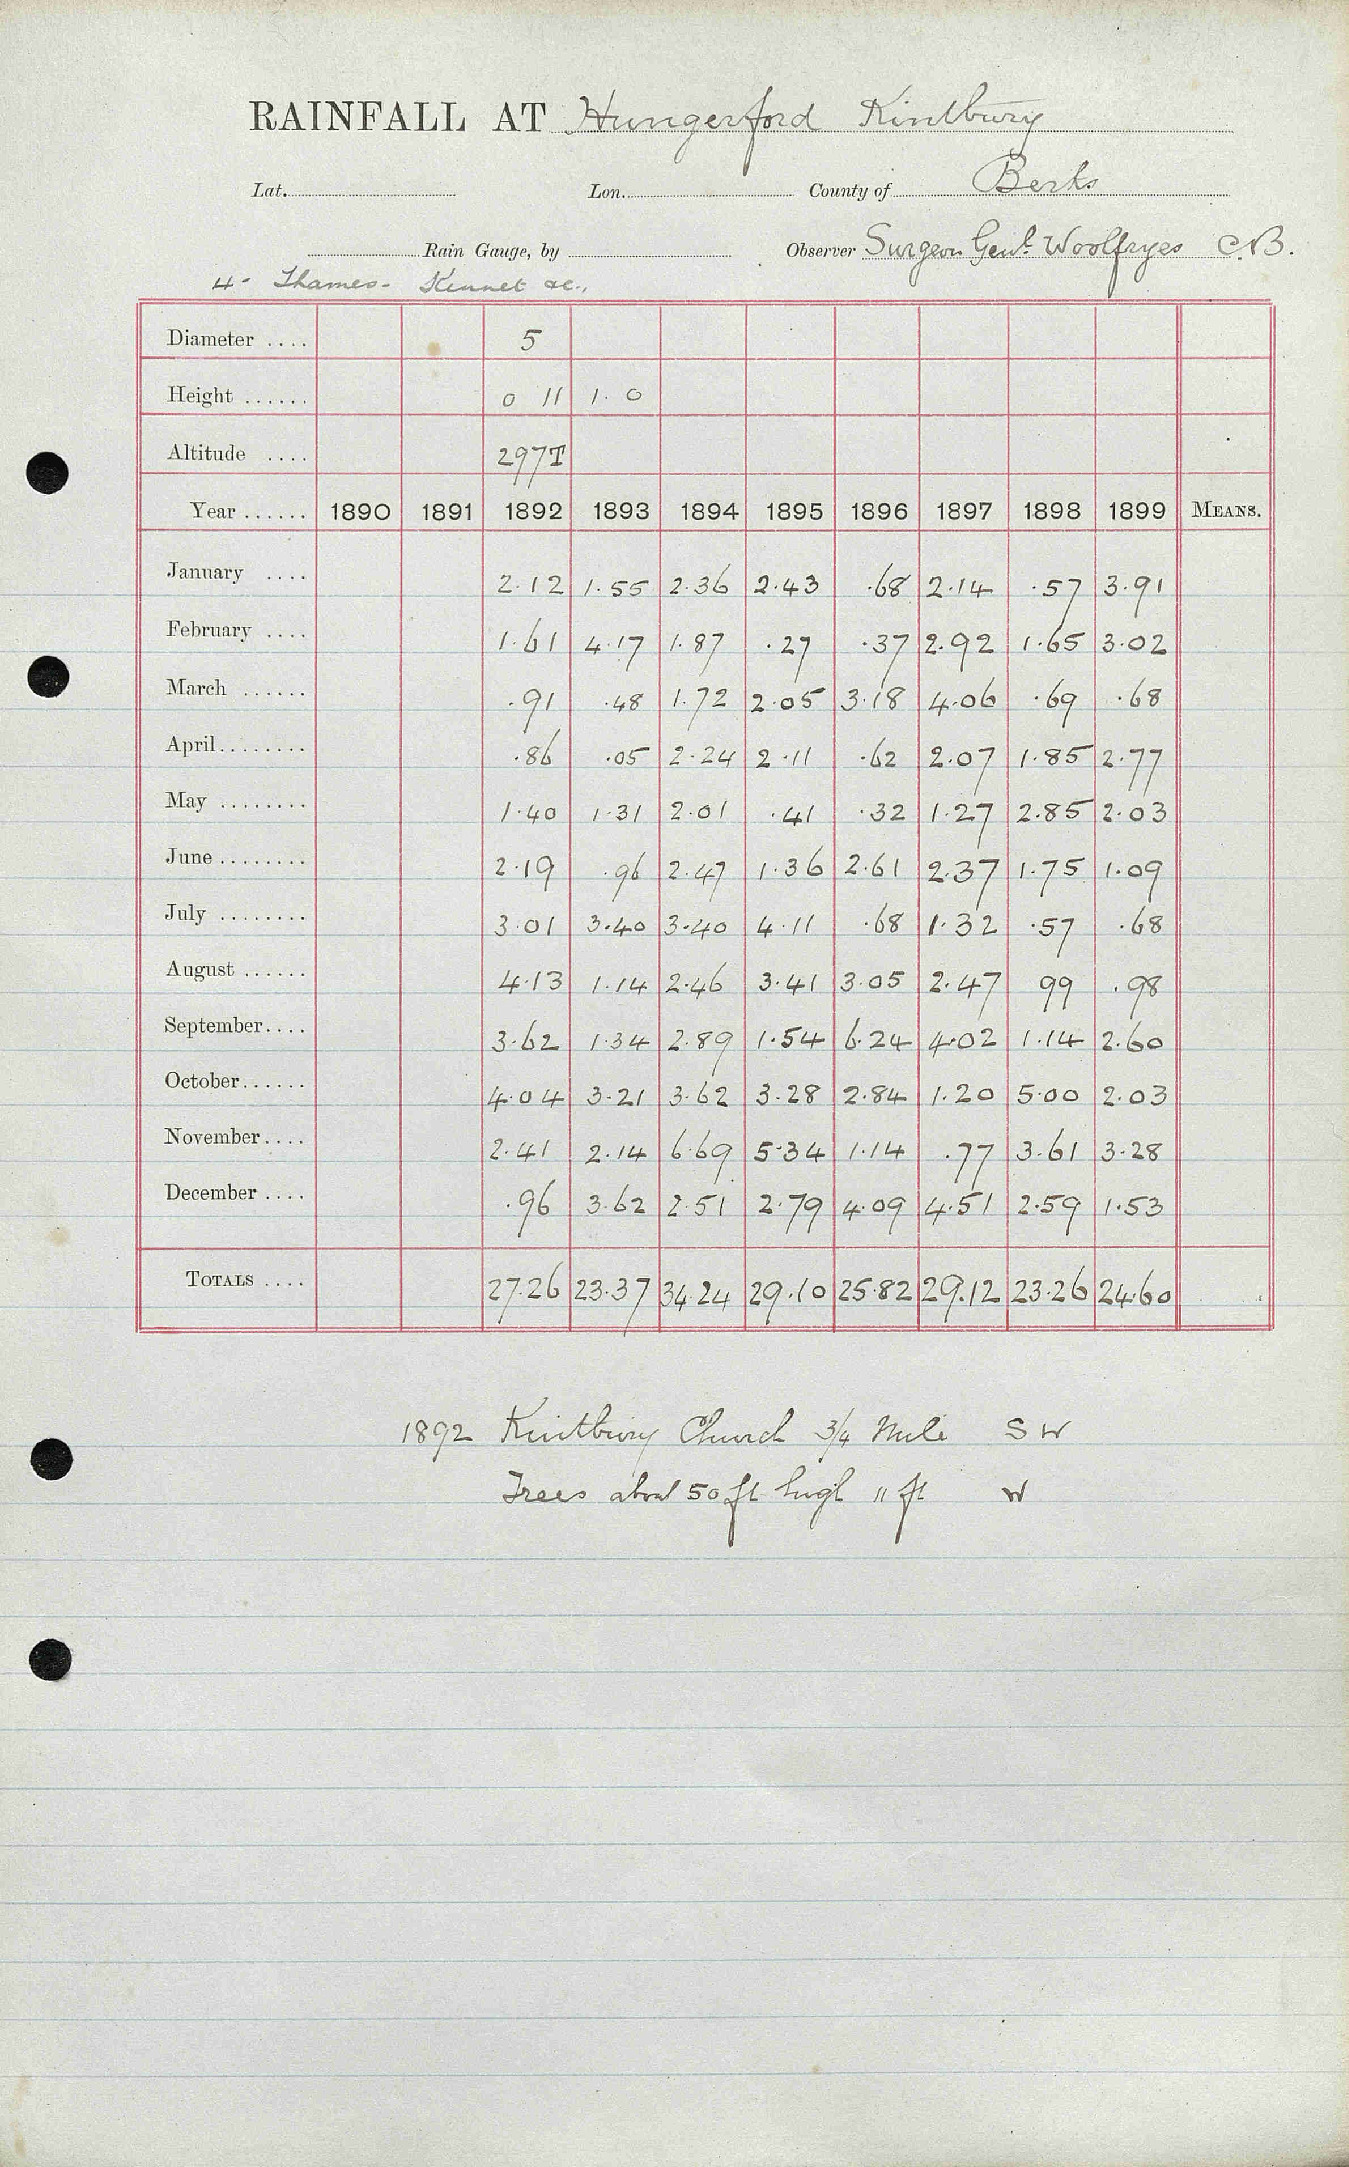 RAINFALL AT Hungerford Kintbury
Lat. Lon. County of Berks
Rain Gauge, by Observer Surgeon Genl. Woolfryes C.B.
4 - Thames - Kennet &c.,
Diameter .... 5
Height ...... 0 11 1. 0
Altitude .... 297T
Year ...... 1890 1891 1892 1893 1894 1895 1896 1897 1898 1899 MEANS.
January .... 2.12 1.55 2.36 2.43 .68 2.14 .57 3.91
February .... 1.61 4.17 1.87 .27 .37 2.92 1.65 3.02
March ...... .91 .48 1.72 2.05 3.18 4.06 .69 .68
April........ .86 .05 2.24 2.11 .62 2.07 1.85 2.77
May ........ 1.40 1.31 2.01 .41 .32 1.27 2.85 2.03
June ........ 2.19 .96 2.47 1.36 2.61 2.37 1.75 1.09
July ........ 3.01 3.40 3.40 4.11 .68 1.32 .57 .68
August ...... 4.13 1.14 2.46 3.41 3.05 2.47 99 .98
September.... 3.62 1.34 2.89 1.54 6.24 4.02 1.14 2.60
October...... 4.04 3.21 3.62 3.28 2.84 1.20 5.00 2.03
November.... 2.41 2.14 6.69 5.34 1.14 .77 3.61 3.28
December .... .96 3.62 2.51 2.79 4.09 4.51 2.59 1.53
TOTALS .... 27.26 23.37 34.24 29.10 25.82 29.12 23.26 24.60
1892 Kintbury Church 3/4 Mile S W
Trees about 50 ft high 11 ft W